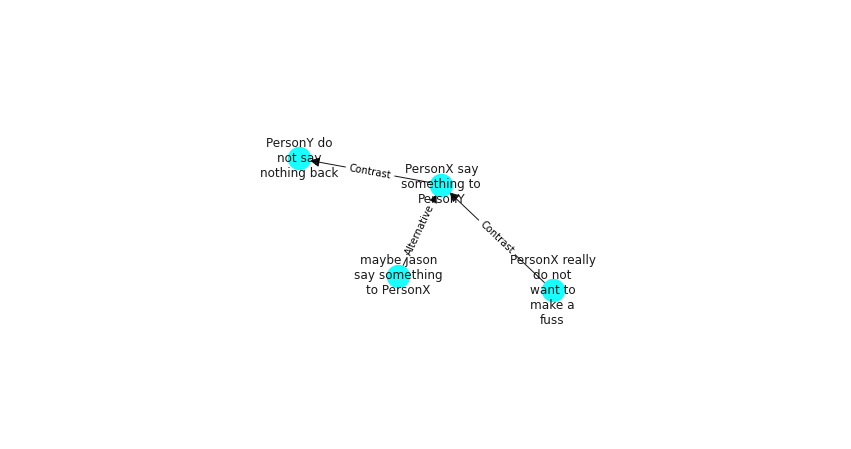 PersonY do
not say
nothing back
Contrast
PersonX say
something to
PersonY
Alternative
Contrast
maybe jason
say something
to PersonX
PersonX really
do not
want to
make a
fuss